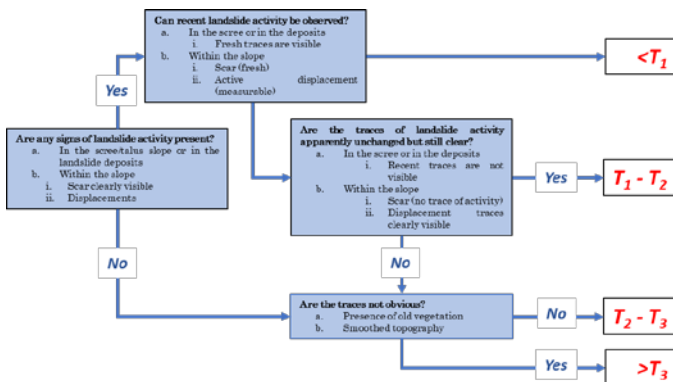 Can recent landslide activity be observed?
a. In the scree or in the deposits
i. Fresh traces are visible
b. Within the slope
i. Scar (fresh)
ii. Active displacement
(measurable)
<T1
Yes
Are any signs of landslide activity present?
a. In the scree/talus slope or in the
landslide deposits
b. Within the slope
i. Scar clearly visible
ii. Displacements
Are the traces of landslide activity
apparently unchanged but still clear?
a. In the scree or in the deposits
i. Recent traces are not
visible
b. Within the slope
i. Scar (no trace of activity)
ii. Displacement traces
clearly visible
Yes
T1 - T2
No
No
Are the traces not obvious?
a. Presence of old vegetation
b. Smoothed topography
No
T2 - T3
Yes
>T3